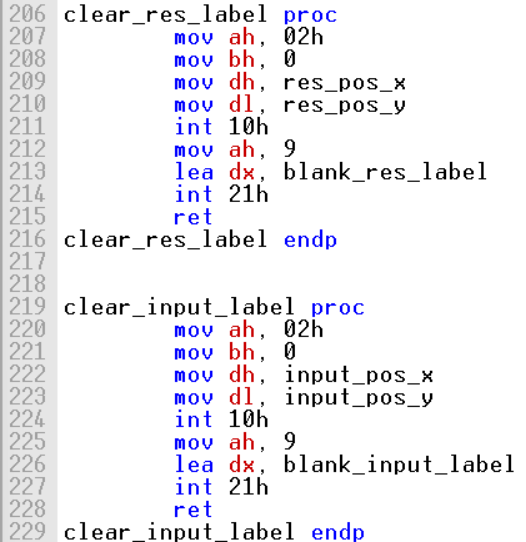 206 clear_res_label proc
207 mov ah, 02h
208 mov bh, 0
209 mov dh, res_pos_x
210 mov dl, res_pos_y
211 int 10h
212 mov ah, 9
213 lea dx, blank_res_label
214 int 21h
215 ret
216 clear_res_label endp
217
218
219 clear_input_label proc
220 mov ah, 02h
221 mov bh, 0
222 mov dh, input_pos_x
223 mov dl, input_pos_y
224 int 10h
225 mov ah, 9
226 lea dx, blank_input_label
227 int 21h
228 ret
229 clear_input_label endp